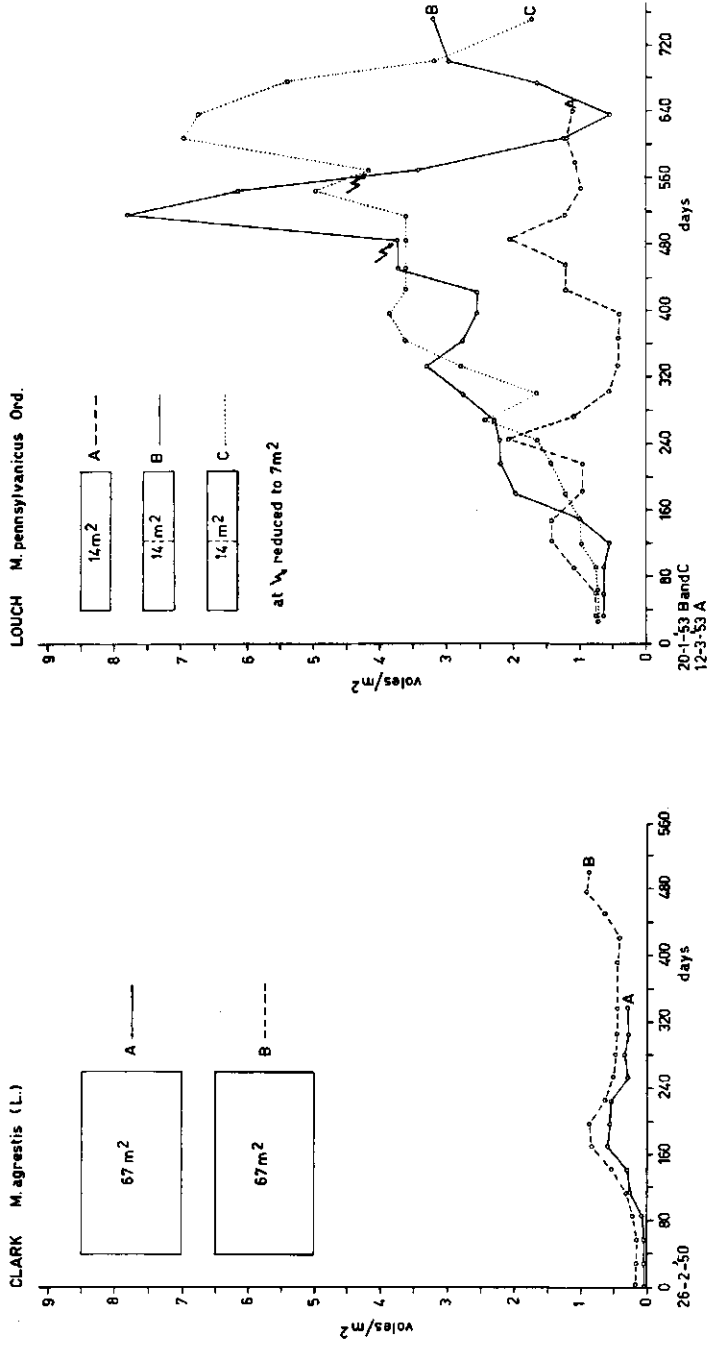 CLARK M. agrestis (L.)
67 m²
A
67 m²
B
voles/m²
9
8
7
6
5
4
3
2
1
0
A
B
0 80 160 240 320 400 480 560
days
26-2-'50
LOUCH M. pennsylvanicus Ord.
14 m²
A
14 m²
B
14 m²
C
at reduced to 7m²
voles/m²
9
8
7
6
5
4
3
2
1
0
A
B
C
0 80 160 240 320 400 480 560 640 720
days
20-1-'53 B and C
12-3-'53 A